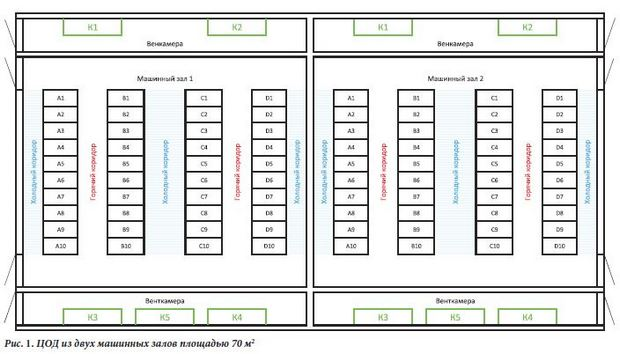 К1 К2 К1 К2
Венкамера Венкамера
Машинный зал 1 Машинный зал 2
A1 B1 C1 D1 A1 B1 C1 D1
A2 B2 C2 D2 A2 B2 C2 D2
A3 B3 C3 D3 A3 B3 C3 D3
A4 B4 C4 D4 A4 B4 C4 D4
A5 B5 C5 D5 A5 B5 C5 D5
A6 B6 C6 D6 A6 B6 C6 D6
A7 B7 C7 D7 A7 B7 C7 D7
A8 B8 C8 D8 A8 B8 C8 D8
A9 B9 C9 D9 A9 B9 C9 D9
A10 B10 C10 D10 A10 B10 C10 D10
Холодный коридор
Горячий коридор
Холодный коридор
Горячий коридор
Холодный коридор
Холодный коридор
Горячий коридор
Холодный коридор
Горячий коридор
Холодный коридор
Венткамера Венткамера
К3 К5 К4 К3 К5 К4
Рис. 1. ЦОД из двух машинных залов площадью 70 м²